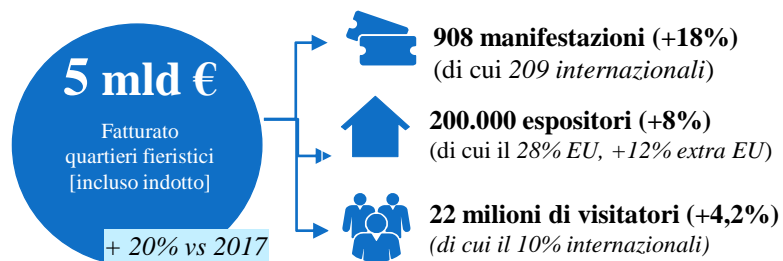 5 mld €
Fatturato
quartieri fieristici
[incluso indotto]
+ 20% vs 2017
908 manifestazioni (+18%)
(di cui 209 internazionali)
200.000 espositori (+8%)
(di cui il 28% EU, +12% extra EU)
22 milioni di visitatori (+4,2%)
(di cui il 10% internazionali)